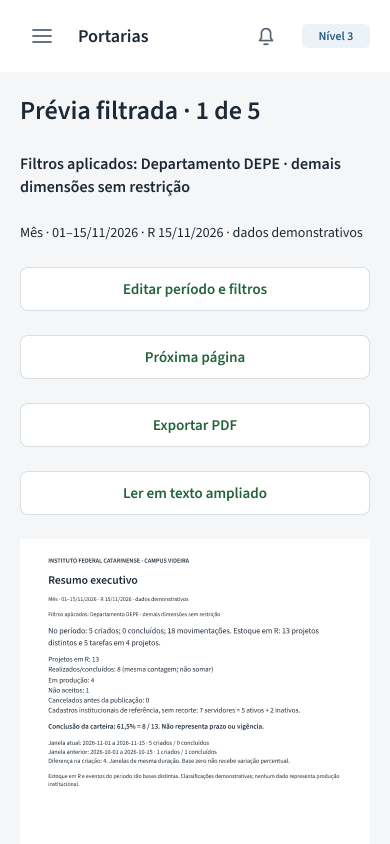 Portarias
Nível 3
Prévia filtrada · 1 de 5
Filtros aplicados: Departamento DEPE · demais
dimensões sem restrição
Mês · 01–15/11/2026 · R 15/11/2026 · dados demonstrativos
Editar período e filtros
Próxima página
Exportar PDF
Ler em texto ampliado
INSTITUTO FEDERAL CATARINENSE · CAMPUS VIDEIRA
Resumo executivo
Mês · 01–15/11/2026 · R 15/11/2026 · dados demonstrativos
Filtros aplicados: Departamento DEPE · demais dimensões sem restrição
No período: 5 criados; 0 concluídos; 18 movimentações. Estoque em R: 13 projetos
distintos e 5 tarefas em 4 projetos.
Projetos em R: 13
Realizados/concluídos: 8 (mesma contagem; não somar)
Em produção: 4
Não aceitos: 1
Cancelados antes da publicação: 0
Cadastros institucionais de referência, sem recorte: 7 servidores = 5 ativos + 2 inativos.
Conclusão da carteira: 61,5% = 8 / 13. Não representa prazo ou vigência.
Janela atual: 2026-11-01 a 2026-11-15 · 5 criados / 0 concluídos
Janela anterior: 2026-10-01 a 2026-10-15 · 1 criados / 1 concluídos
Diferença na criação: 4. Janelas de mesma duração. Base zero não recebe variação percentual.
Estoque em R e eventos do período são bases distintas. Classificações demonstrativas; nenhum dado representa produção
institucional.